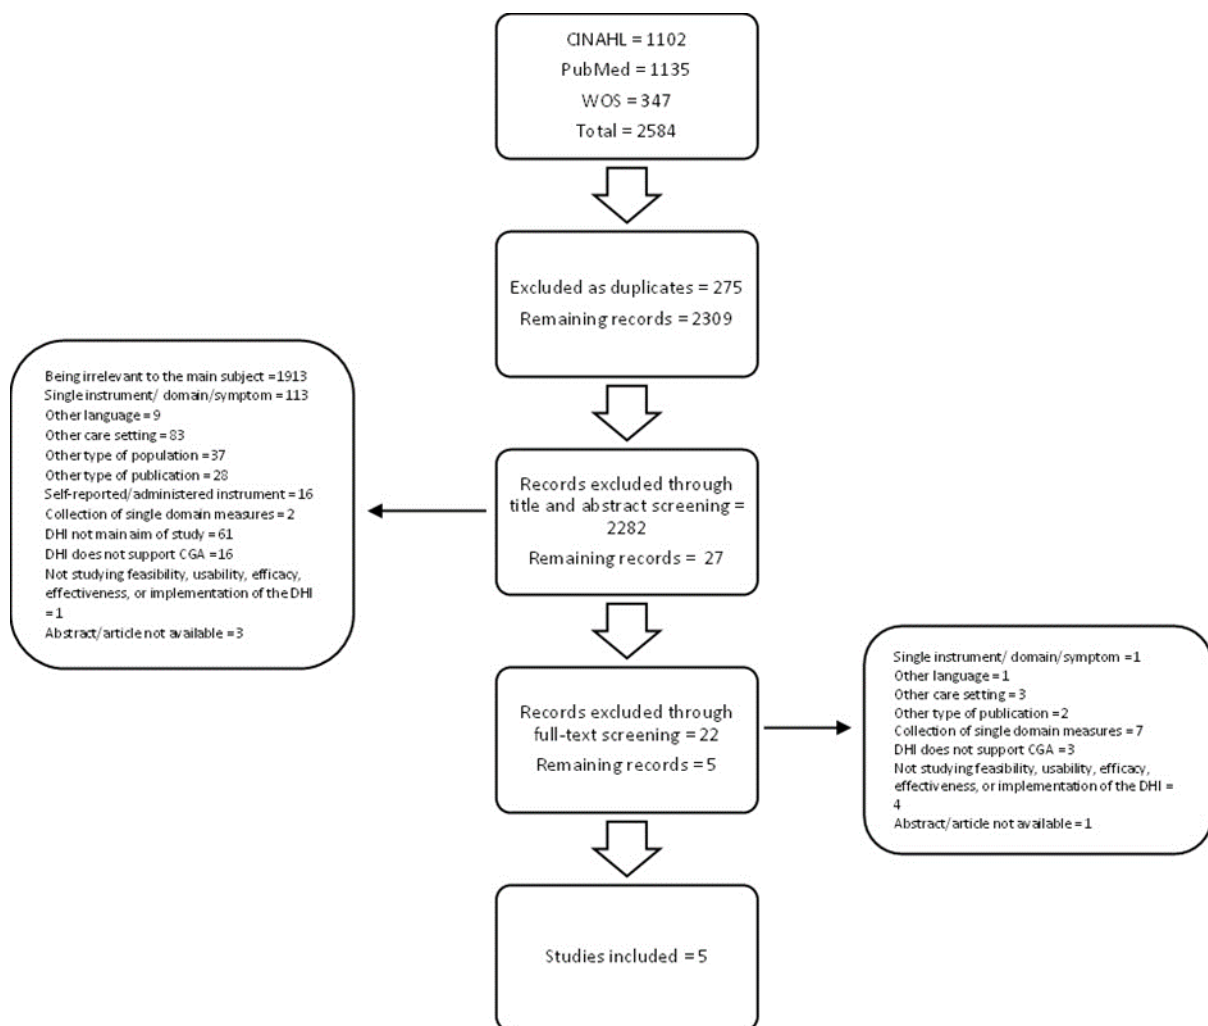 CINAHL = 1102
PubMed = 1135
WOS = 347
Total = 2584
Excluded as duplicates = 275
Remaining records = 2309
Being irrelevant to the main subject =1913
Single instrument/ domain/symptom = 113
Other language = 9
Other care setting = 83
Other type of population = 37
Other type of publication = 28
Self-reported/administered instrument = 16
Collection of single domain measures = 2
DHI not main aim of study = 61
DHI does not support CGA =16
Not studying feasibility, usability, efficacy,
effectiveness, or implementation of the DHI
= 1
Abstract/article not available = 3
Records excluded through
title and abstract screening =
2282
Remaining records = 27
Records excluded through
full-text screening = 22
Remaining records = 5
Single instrument/ domain/symptom =1
Other language = 1
Other care setting = 3
Other type of publication = 2
Collection of single domain measures = 7
DHI does not support CGA = 3
Not studying feasibility, usability, efficacy,
effectiveness, or implementation of the DHI =
4
Abstract/article not available = 1
Studies included = 5